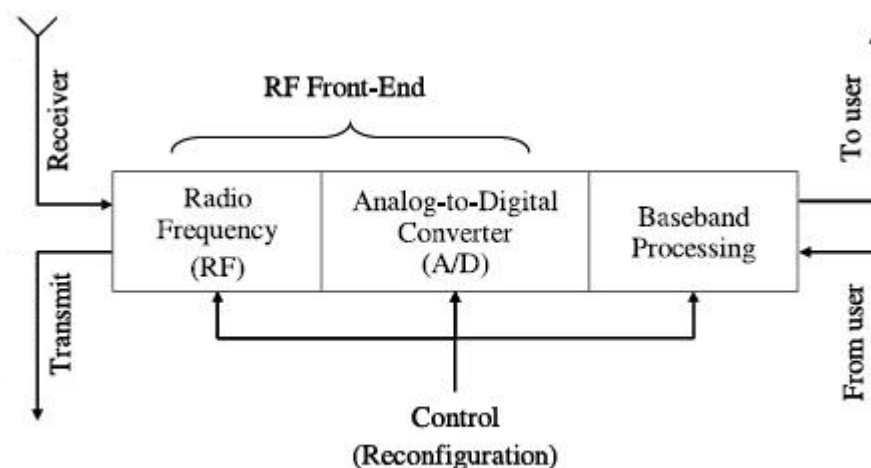 RF Front-End
Receiver
To user
Radio
Frequency
(RF)
Analog-to-Digital
Converter
(A/D)
Baseband
Processing
Transmit
From user
Control
(Reconfiguration)